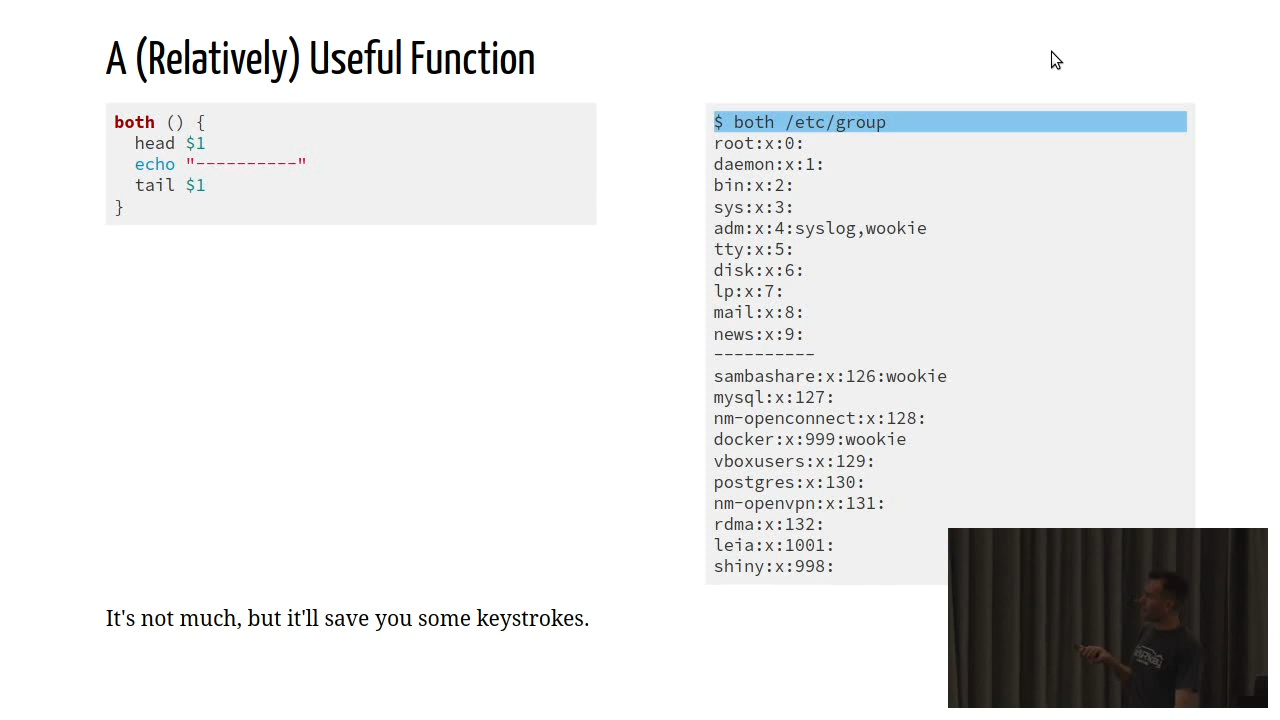 A (Relatively) Useful Function
both () {
  head $1
  echo "----------"
  tail $1
}
$ both /etc/group
root:x:0:
daemon:x:1:
bin:x:2:
sys:x:3:
adm:x:4:syslog,wookie
tty:x:5:
disk:x:6:
lp:x:7:
mail:x:8:
news:x:9:
----------
sambashare:x:126:wookie
mysql:x:127:
nm-openconnect:x:128:
docker:x:999:wookie
vboxusers:x:129:
postgres:x:130:
nm-openvpn:x:131:
rdma:x:132:
leia:x:1001:
shiny:x:998:
It's not much, but it'll save you some keystrokes.